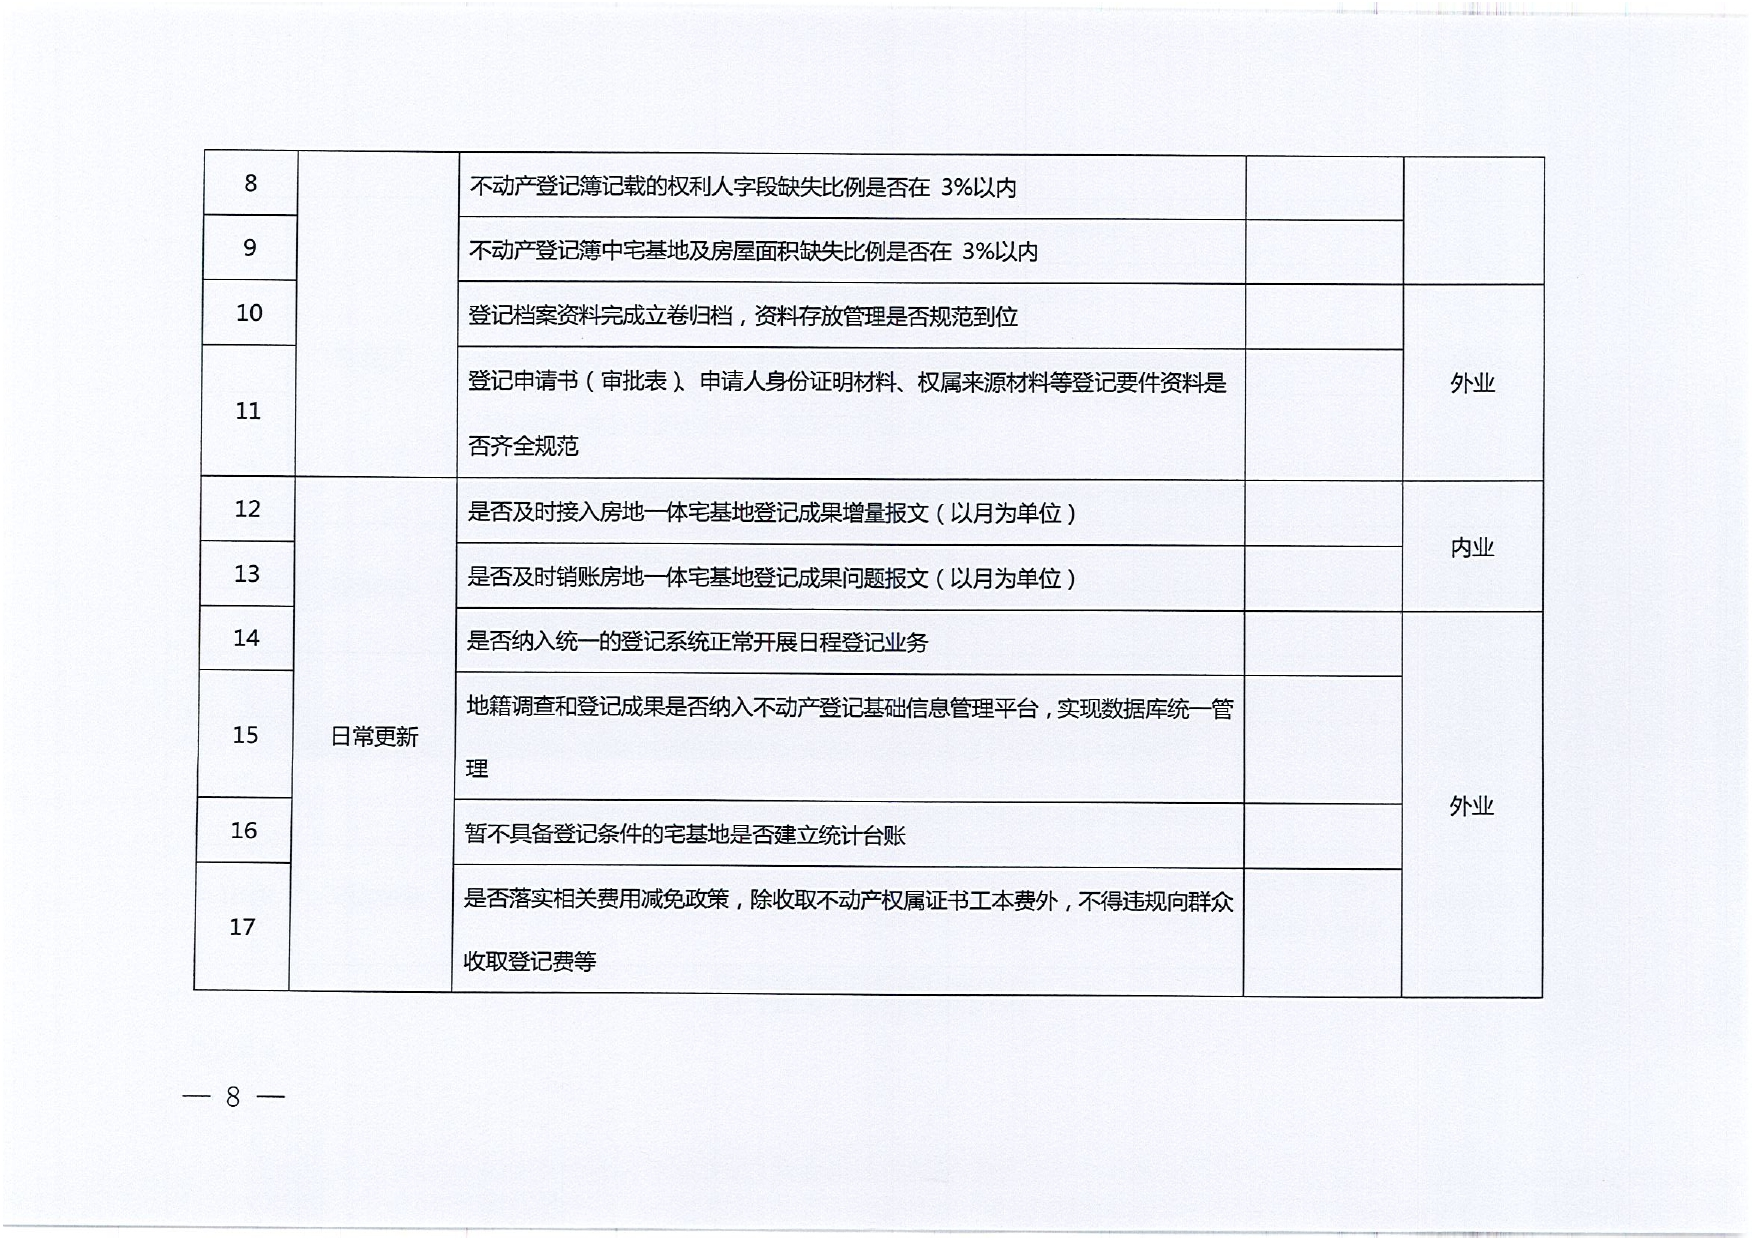 8
不动产登记簿记载的权利人字段缺失比例是否在 3%以内
9
不动产登记簿中宅基地及房屋面积缺失比例是否在 3%以内
10
登记档案资料完成立卷归档，资料存放管理是否规范到位
11
登记申请书（审批表）、申请人身份证明材料、权属来源材料等登记要件资料是
否齐全规范
外业
12
是否及时接入房地一体宅基地登记成果增量报文（以月为单位）
13
是否及时销账房地一体宅基地登记成果问题报文（以月为单位）
内业
日常更新
14
是否纳入统一的登记系统正常开展日程登记业务
15
地籍调查和登记成果是否纳入不动产登记基础信息管理平台，实现数据库统一管
理
16
暂不具备登记条件的宅基地是否建立统计台账
17
是否落实相关费用减免政策，除收取不动产权属证书工本费外，不得违规向群众
收取登记费等
外业
— 8 —